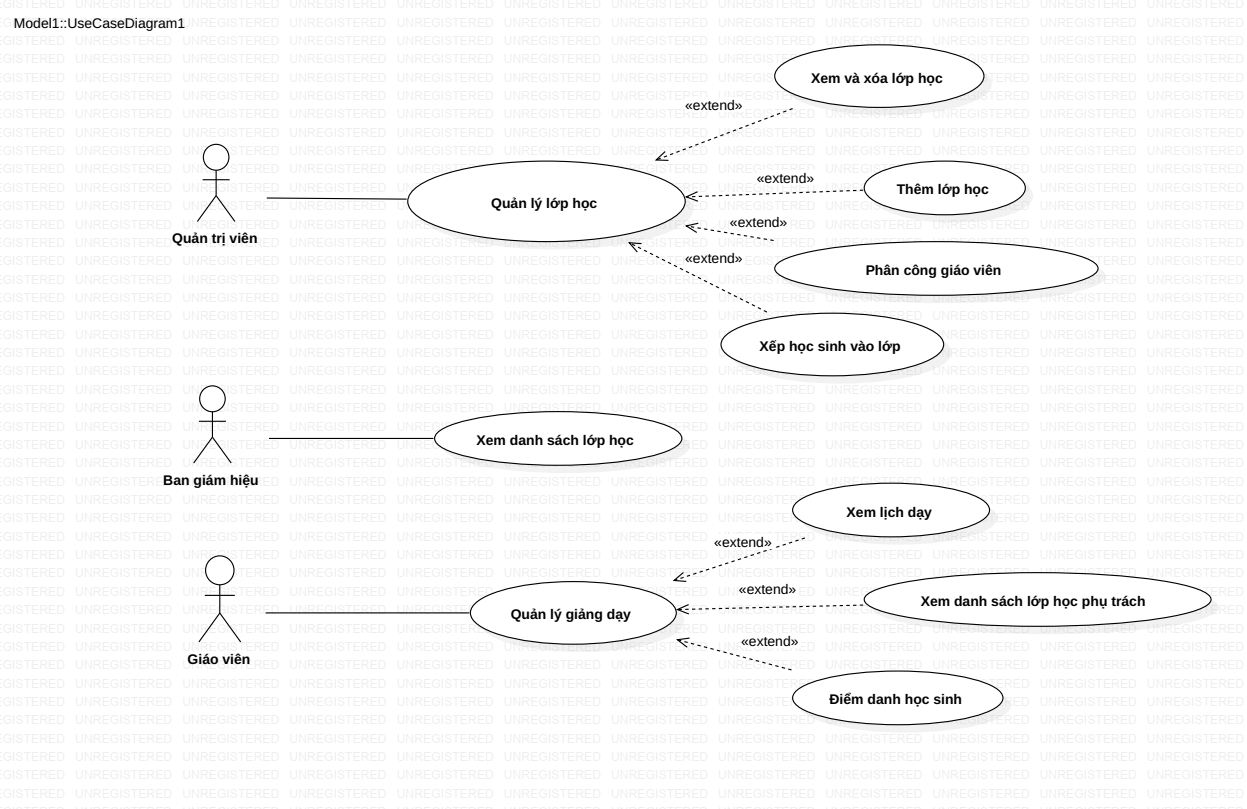 Model1::UseCaseDiagram1
Xem và xóa lớp học
«extend»
«extend»
Thêm lớp học
Quản lý lớp học
«extend»
Quản trị viên
«extend»
Phân công giáo viên
Xếp học sinh vào lớp
Xem danh sách lớp học
Ban giám hiệu
Xem lịch dạy
«extend»
«extend»
Xem danh sách lớp học phụ trách
Quản lý giảng dạy
«extend»
Giáo viên
Điểm danh học sinh
UNREGISTERED